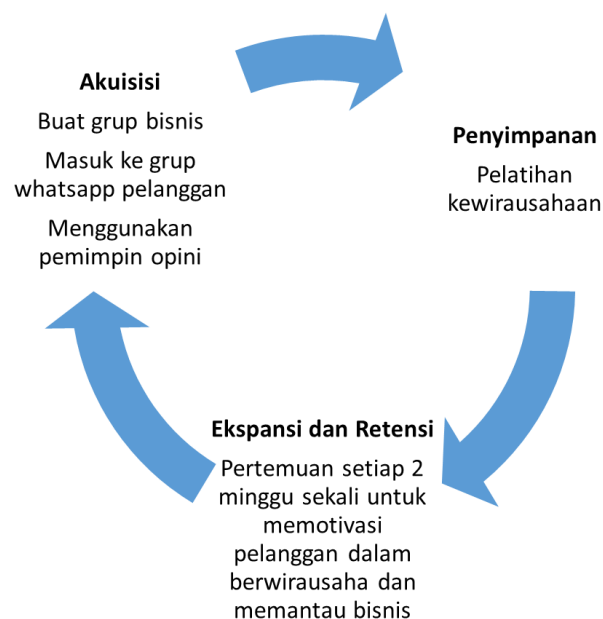 Akuisisi
Buat grup bisnis
Masuk ke grup
whatsapp pelanggan
Menggunakan
pemimpin opini
Penyimpanan
Pelatihan
kewirausahaan
Ekspansi dan Retensi
Pertemuan setiap 2
minggu sekali untuk
memotivasi
pelanggan dalam
berwirausaha dan
memantau bisnis